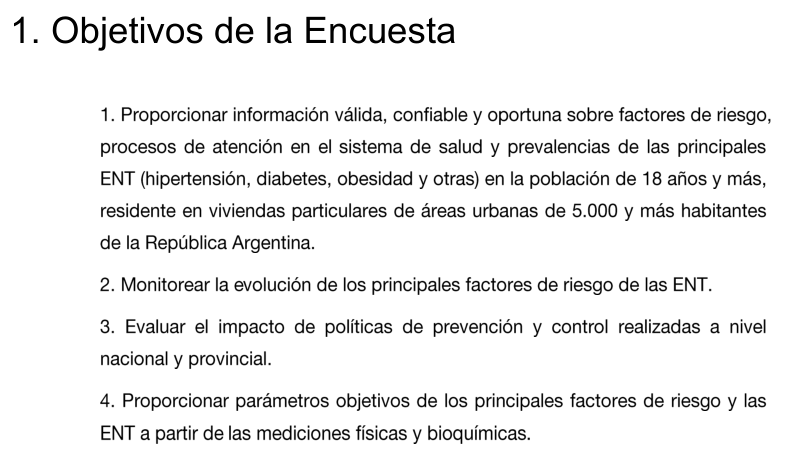 1. Objetivos de la Encuesta
1. Proporcionar información válida, confiable y oportuna sobre factores de riesgo,
procesos de atención en el sistema de salud y prevalencias de las principales
ENT (hipertensión, diabetes, obesidad y otras) en la población de 18 años y más,
residente en viviendas particulares de áreas urbanas de 5.000 y más habitantes
de la República Argentina.
2. Monitorear la evolución de los principales factores de riesgo de las ENT.
3. Evaluar el impacto de políticas de prevención y control realizadas a nivel
nacional y provincial.
4. Proporcionar parámetros objetivos de los principales factores de riesgo y las
ENT a partir de las mediciones físicas y bioquímicas.